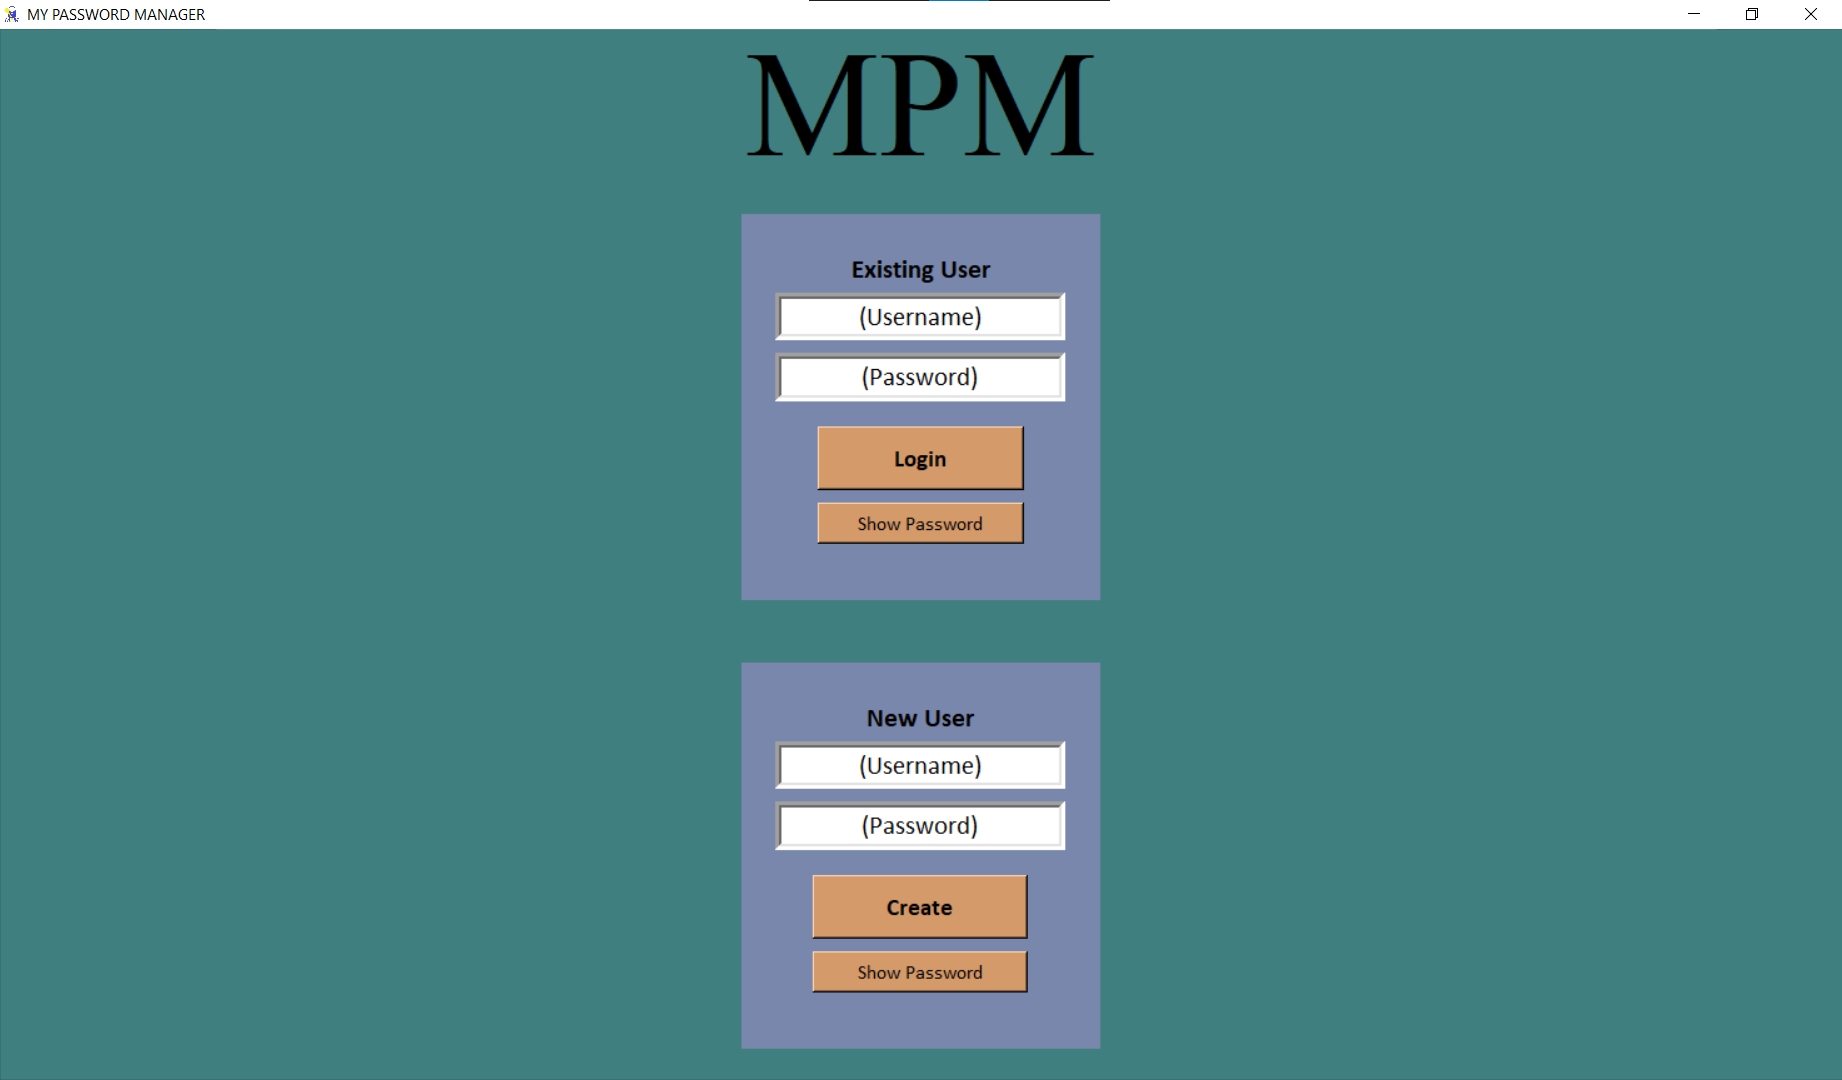 MY PASSWORD MANAGER
MPM
Existing User
(Username)
(Password)
Login
Show Password
New User
(Username)
(Password)
Create
Show Password